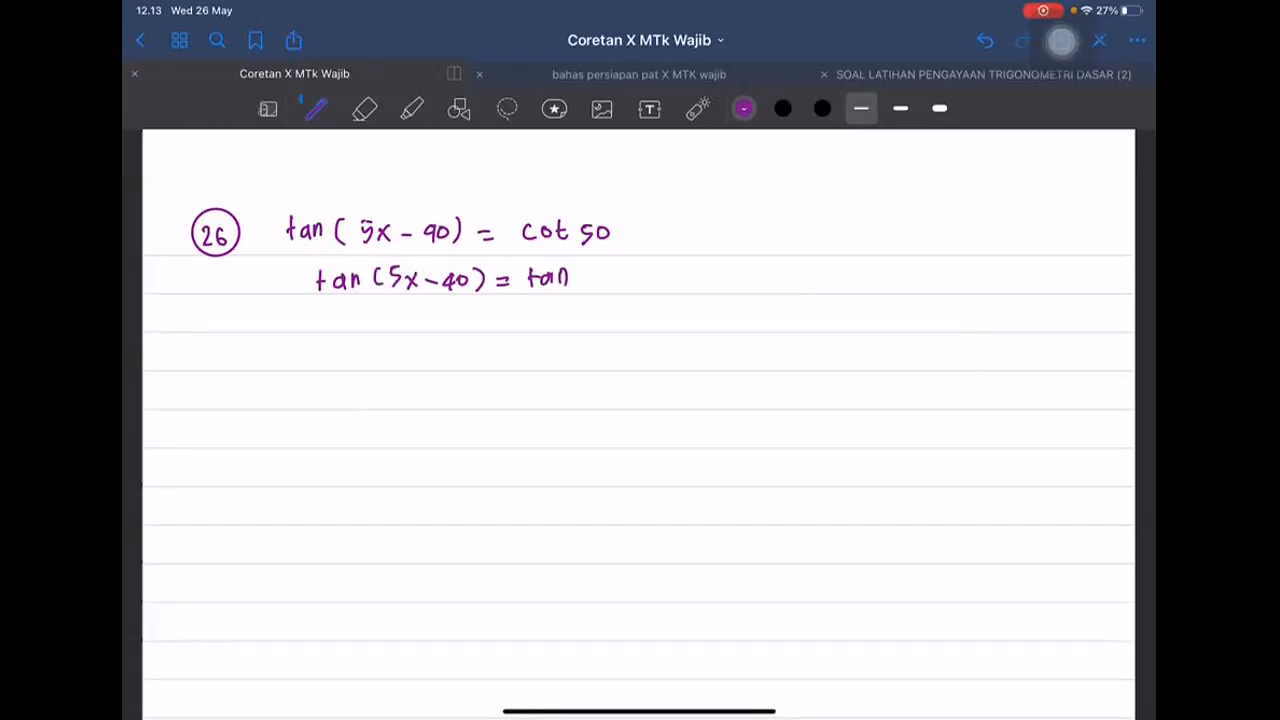 12.13 Wed 26 May
27%
Coretan X MTk Wajib
Coretan X MTk Wajib
bahas persiapan pat X MTK wajib
SOAL LATIHAN PENGAYAAN TRIGONOMETRI DASAR (2)
26 tan(5x-40) = cot 50
tan(5x-40) = tan